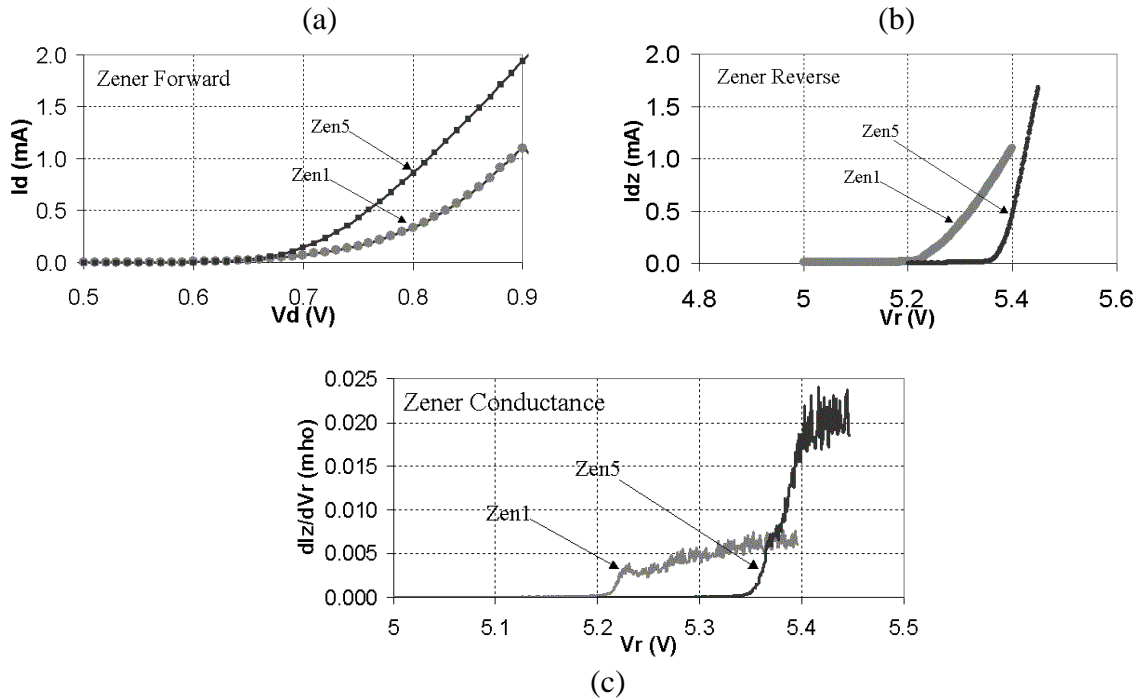 (a)
(b)
Zener Forward
2.0
1.5
1.0
0.5
0.0
Id (mA)
Zen5
Zen1
0.5 0.6 0.7 0.8 0.9
Vd (V)
Zener Reverse
2.0
1.5
1.0
0.5
0.0
Idz (mA)
Zen5
Zen1
4.8 5 5.2 5.4 5.6
Vr (V)
Zener Conductance
0.025
0.020
0.015
0.010
0.005
0.000
dIz/dVr (mho)
Zen5
Zen1
5 5.1 5.2 5.3 5.4 5.5
Vr (V)
(c)